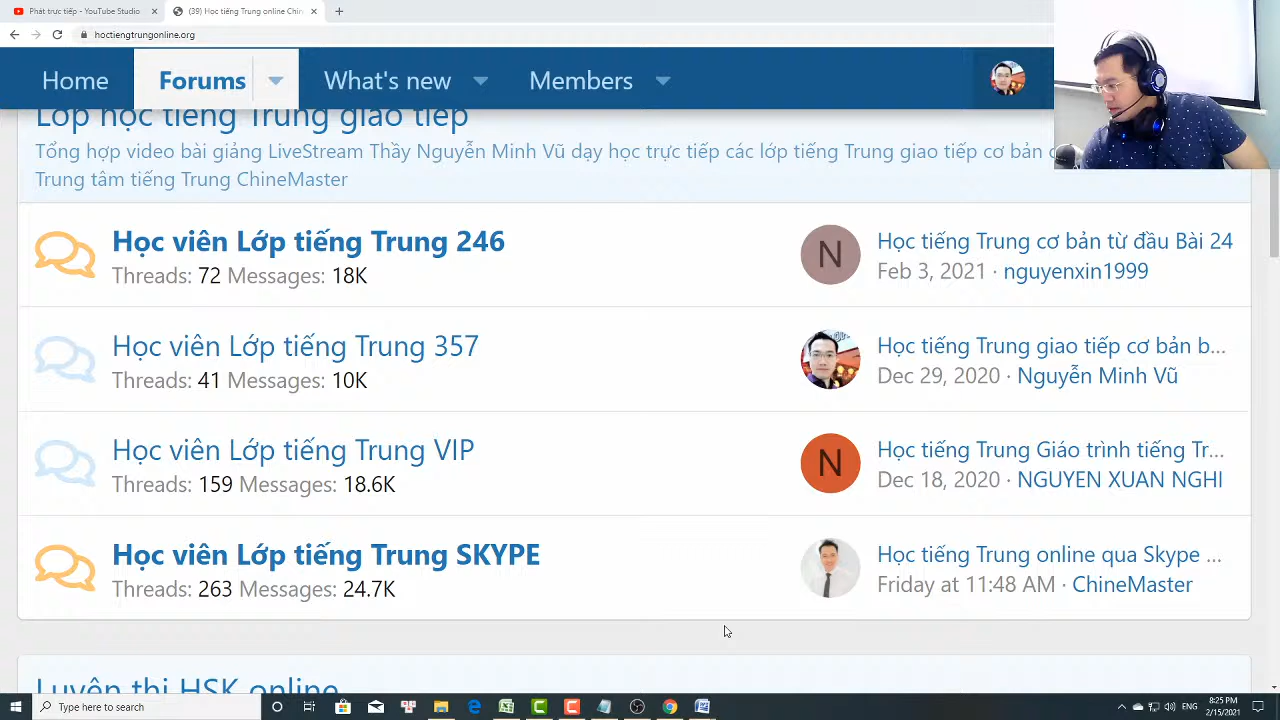 Phát trực tiếp - YouTube Studio
(39) Học tiếng Trung online Chin
hoctiengtrungonline.org
Home
Forums
What's new
Members
Lớp học tiếng Trung giao tiếp
Tổng hợp video bài giảng LiveStream Thầy Nguyễn Minh Vũ dạy học trực tiếp các lớp tiếng Trung giao tiếp cơ bản
Trung tâm tiếng Trung ChineMaster
Học viên Lớp tiếng Trung 246
Threads: 72 Messages: 18K
N
Học tiếng Trung cơ bản từ đầu Bài 24
Feb 3, 2021 · nguyenxin1999
Học viên Lớp tiếng Trung 357
Threads: 41 Messages: 10K
Học tiếng Trung giao tiếp cơ bản b...
Dec 29, 2020 · Nguyễn Minh Vũ
Học viên Lớp tiếng Trung VIP
Threads: 159 Messages: 18.6K
N
Học tiếng Trung Giáo trình tiếng Tr...
Dec 18, 2020 · NGUYEN XUAN NGHI
Học viên Lớp tiếng Trung SKYPE
Threads: 263 Messages: 24.7K
Học tiếng Trung online qua Skype ...
Friday at 11:48 AM · ChineMaster
Luyện thi HSK online
Type here to search
ENG
8:25 PM
2/15/2021